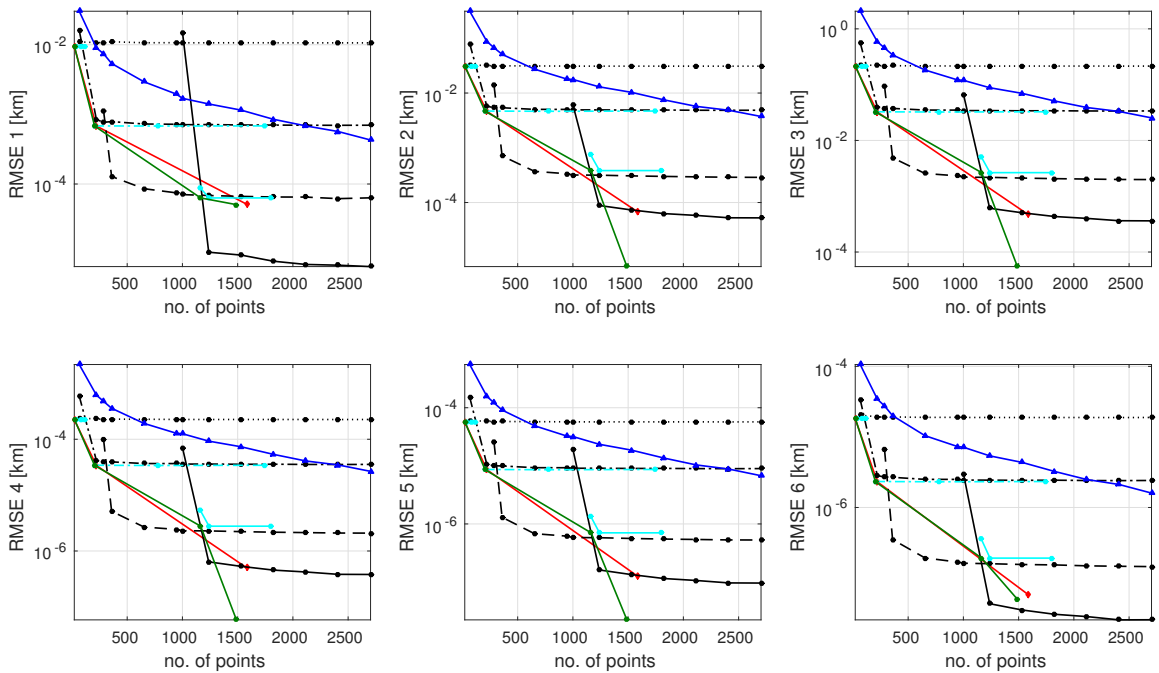 RMSE 1 [km]
10^-2
10^-4
500 1000 1500 2000 2500
no. of points
RMSE 2 [km]
10^-2
10^-4
500 1000 1500 2000 2500
no. of points
RMSE 3 [km]
10^0
10^-2
10^-4
500 1000 1500 2000 2500
no. of points
RMSE 4 [km]
10^-4
10^-6
500 1000 1500 2000 2500
no. of points
RMSE 5 [km]
10^-4
10^-6
500 1000 1500 2000 2500
no. of points
RMSE 6 [km]
10^-4
10^-6
500 1000 1500 2000 2500
no. of points